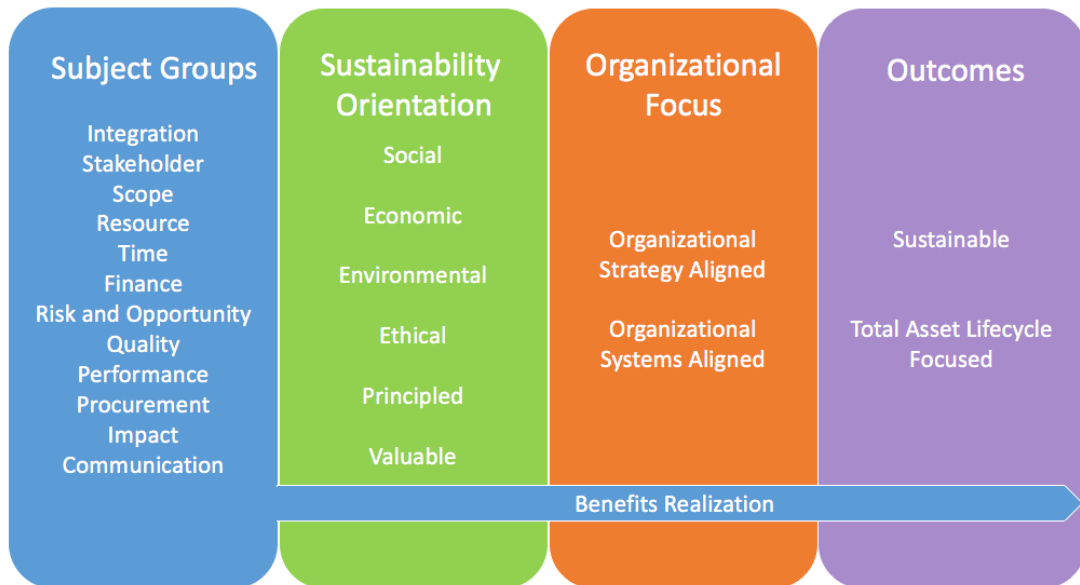 Subject Groups
Integration
Stakeholder
Scope
Resource
Time
Finance
Risk and Opportunity
Quality
Performance
Procurement
Impact
Communication
Sustainability
Orientation
Social
Economic
Environmental
Ethical
Principled
Valuable
Organizational
Focus
Organizational
Strategy Aligned
Organizational
Systems Aligned
Outcomes
Sustainable
Total Asset Lifecycle
Focused
Benefits Realization